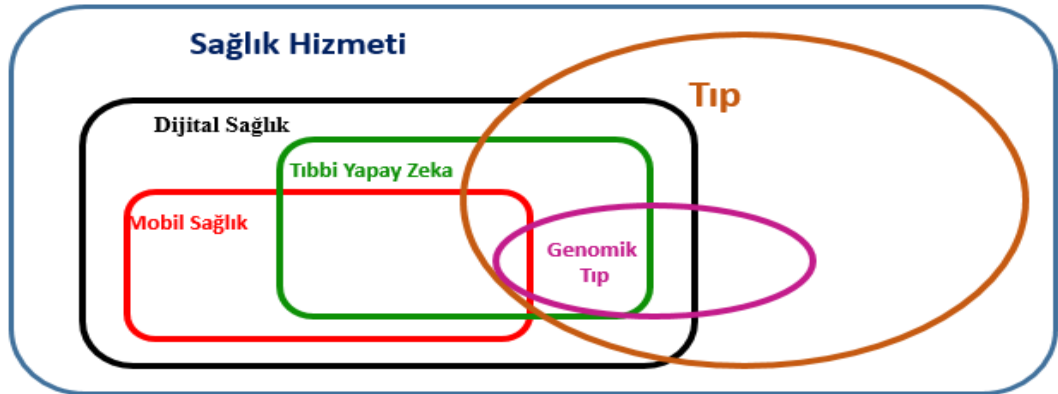 Sağlık Hizmeti
Tıp
Dijital Sağlık
Tıbbi Yapay Zeka
Mobil Sağlık
Genomik
Tıp